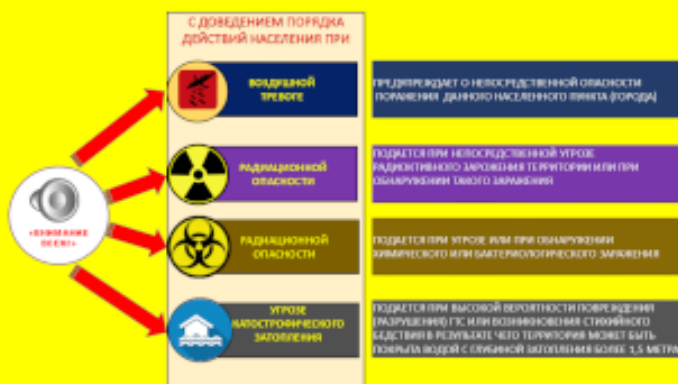 С ДОВЕДЕНИЕМ ПОРЯДКА
ДЕЙСТВИЙ НАСЕЛЕНИЯ ПРИ
«ВНИМАНИЕ
ВСЕМ!»
ВОЗДУШНОЙ
ТРЕВОГЕ
ПРЕДУПРЕЖДАЕТ О НЕПОСРЕДСТВЕННОЙ ОПАСНОСТИ
ПОРАЖЕНИЯ ДАННОГО НАСЕЛЕННОГО ПУНКТА (ГОРОДА)
РАДИАЦИОННОЙ
ОПАСНОСТИ
ПОДАЕТСЯ ПРИ НЕПОСРЕДСТВЕННОЙ УГРОЗЕ
РАДИОКТИВНОГО ЗАРОЖЕНИЯ ТЕРРИТОРИИ ИЛИ ПРИ
ОБНАРУЖЕНИИ ТАКОГО ЗАРАЖЕНИЯ
РАДИАЦИОННОЙ
ОПАСНОСТИ
ПОДАЕТСЯ ПРИ УГРОЗЕ ИЛИ ПРИ ОБНАРУЖЕНИИ
ХИМИЧЕСКОГО ИЛИ БАКТЕРИОЛОГИЧЕСКОГО ЗАРАЖЕНИЯ
УГРОЗЕ
КАТОСТРОФИЧЕСКОГО
ЗАТОПЛЕНИЯ
ПОДАЕТСЯ ПРИ ВЫСОКОЙ ВЕРОЯТНОСТИ ПОВРЕЖДЕНИЯ
(РАЗРУШЕНИЯ) ГТС ИЛИ ВОЗНИКНОВЕНИЯ СТИХИЙНОГО
БЕДСТВИЯ В РЕЗУЛЬТАТЕ ЧЕГО ТЕРРИТОРИЯ МОЖЕТ БЫТЬ
ПОКРЫТА ВОДОЙ С ГЛУБИНОЙ ЗАТОПЛЕНИЯ БОЛЕЕ 1,5 МЕТРА